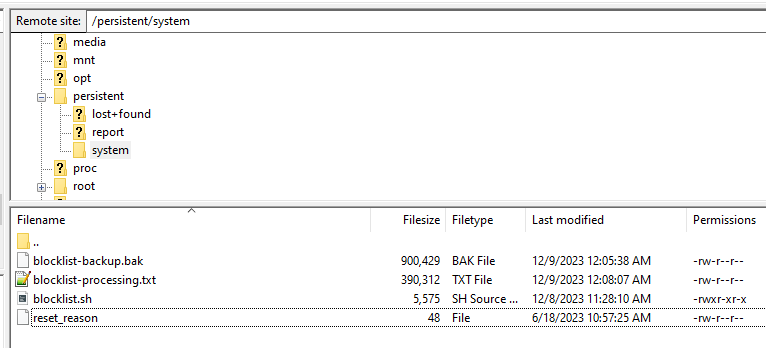 Remote site: /persistent/system
media
mnt
opt
persistent
lost+found
report
system
proc
root
Filename Filesize Filetype Last modified Permissions
..
blocklist-backup.bak 900,429 BAK File 12/9/2023 12:05:38 AM -rw-r--r--
blocklist-processing.txt 390,312 TXT File 12/9/2023 12:08:07 AM -rw-r--r--
blocklist.sh 5,575 SH Source ... 12/8/2023 11:28:10 AM -rwxr-xr-x
reset_reason 48 File 6/18/2023 10:57:25 AM -rw-r--r--